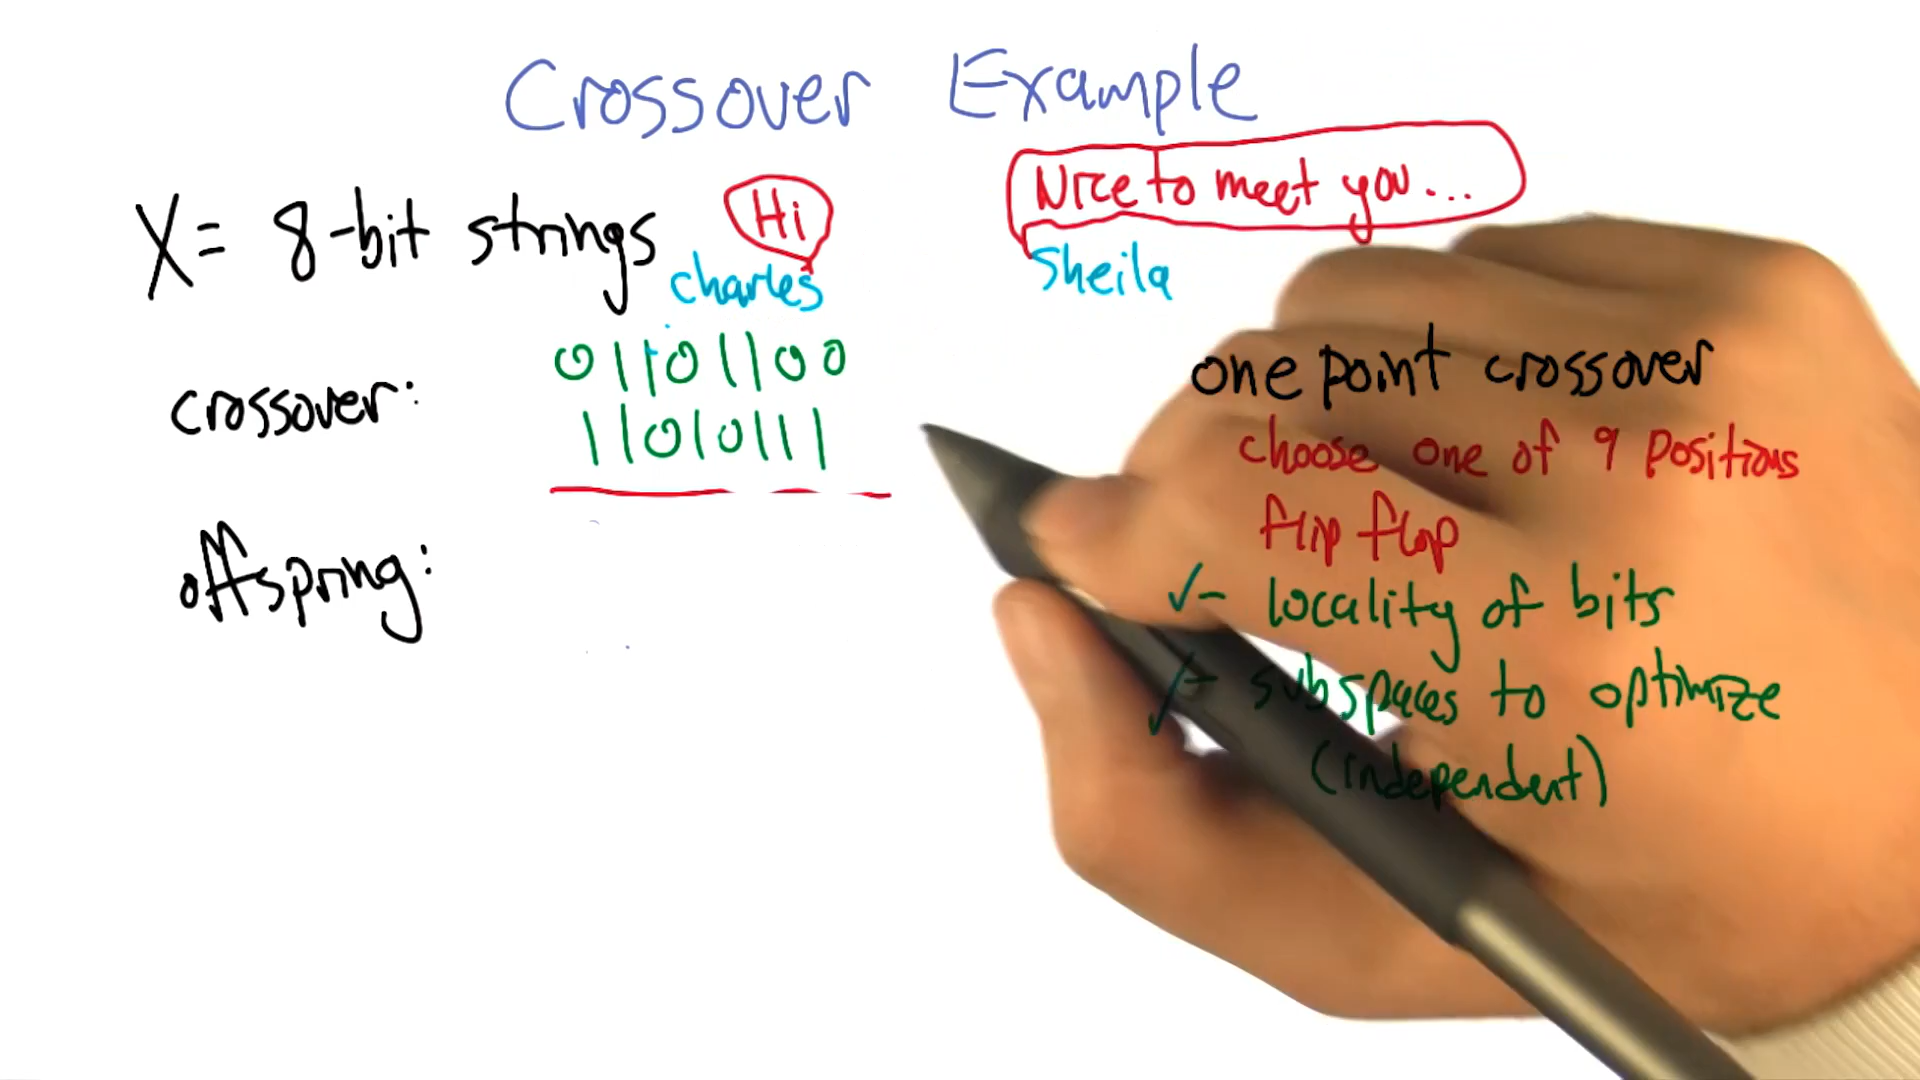 Crossover Example
X = 8-bit strings
Hi
Nice to meet you...
charles
Sheila
crossover:
01101100
11010111
offspring:
one point crossover
choose one of 9 positions
flip flop
✓- locality of bits
✓- subspaces to optimize
(independent)